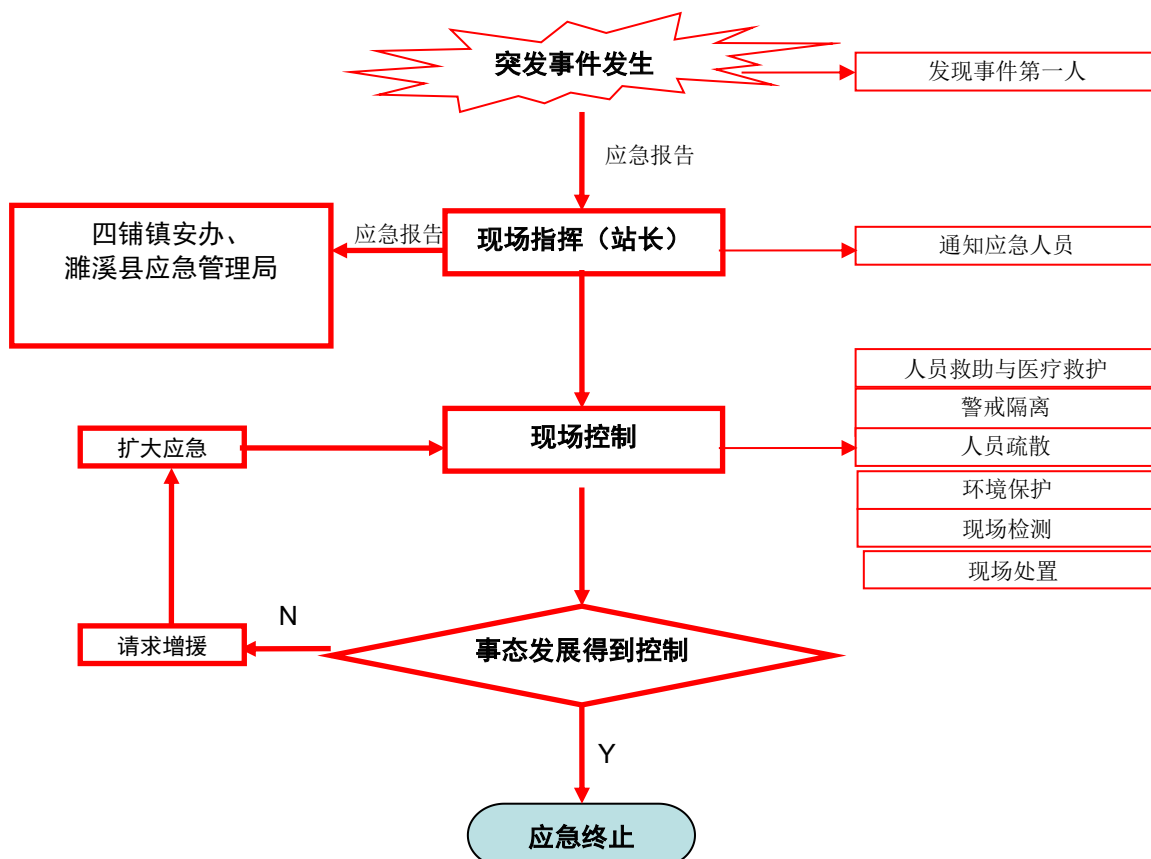 突发事件发生
发现事件第一人
应急报告
四铺镇安办、
濉溪县应急管理局
应急报告
现场指挥（站长）
通知应急人员
人员救助与医疗救护
警戒隔离
人员疏散
环境保护
现场检测
现场处置
扩大应急
现场控制
N
请求增援
事态发展得到控制
Y
应急终止